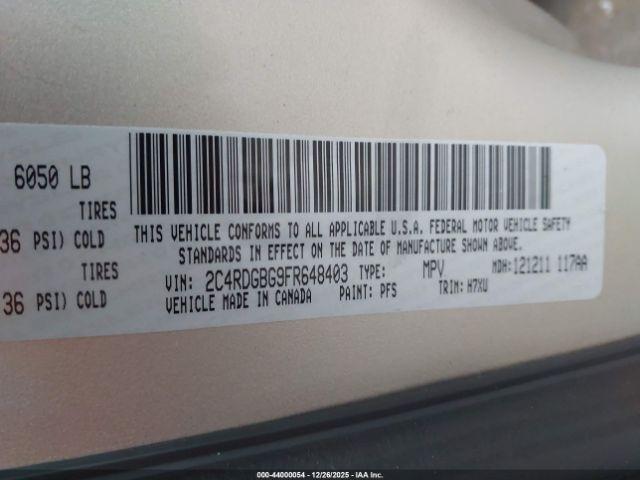 6050 LB
TIRES
36 PSI) COLD
TIRES
36 PSI) COLD
THIS VEHICLE CONFORMS TO ALL APPLICABLE U.S.A. FEDERAL MOTOR VEHICLE SAFETY
STANDARDS IN EFFECT ON THE DATE OF MANUFACTURE SHOWN ABOVE.
VIN: 2C4RDGBG9FR648403 TYPE: MPV MDH:121211 117AA
VEHICLE MADE IN CANADA PAINT: PFS TRIM: H7XU
000-44000054 | 12/26/2025 | IAA Inc.